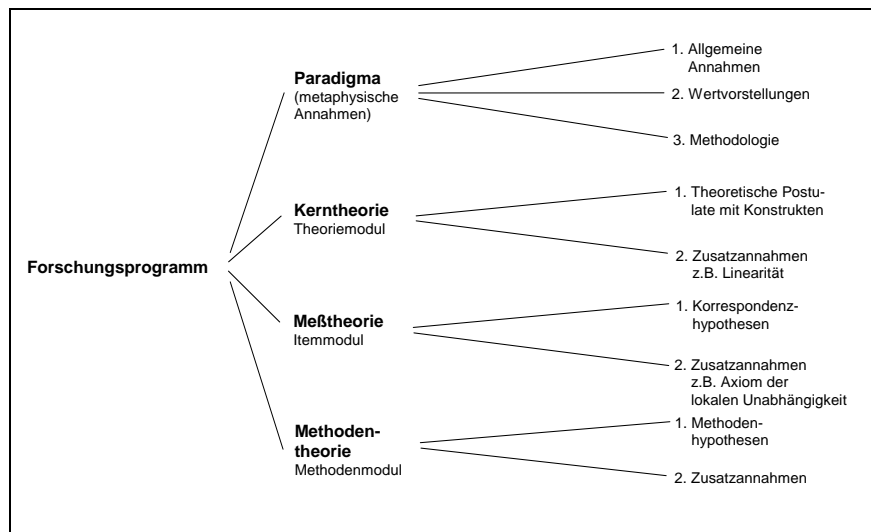 Forschungsprogramm
Paradigma
(metaphysische
Annahmen)
1. Allgemeine
Annahmen
2. Wertvorstellungen
3. Methodologie
Kerntheorie
Theoriemodul
1. Theoretische Postu-
late mit Konstrukten
2. Zusatzannahmen
z.B. Linearität
Meßtheorie
Itemmodul
1. Korrespondenz-
hypothesen
2. Zusatzannahmen
z.B. Axiom der
lokalen Unabhängigkeit
Methoden-
theorie
Methodenmodul
1. Methoden-
hypothesen
2. Zusatzannahmen